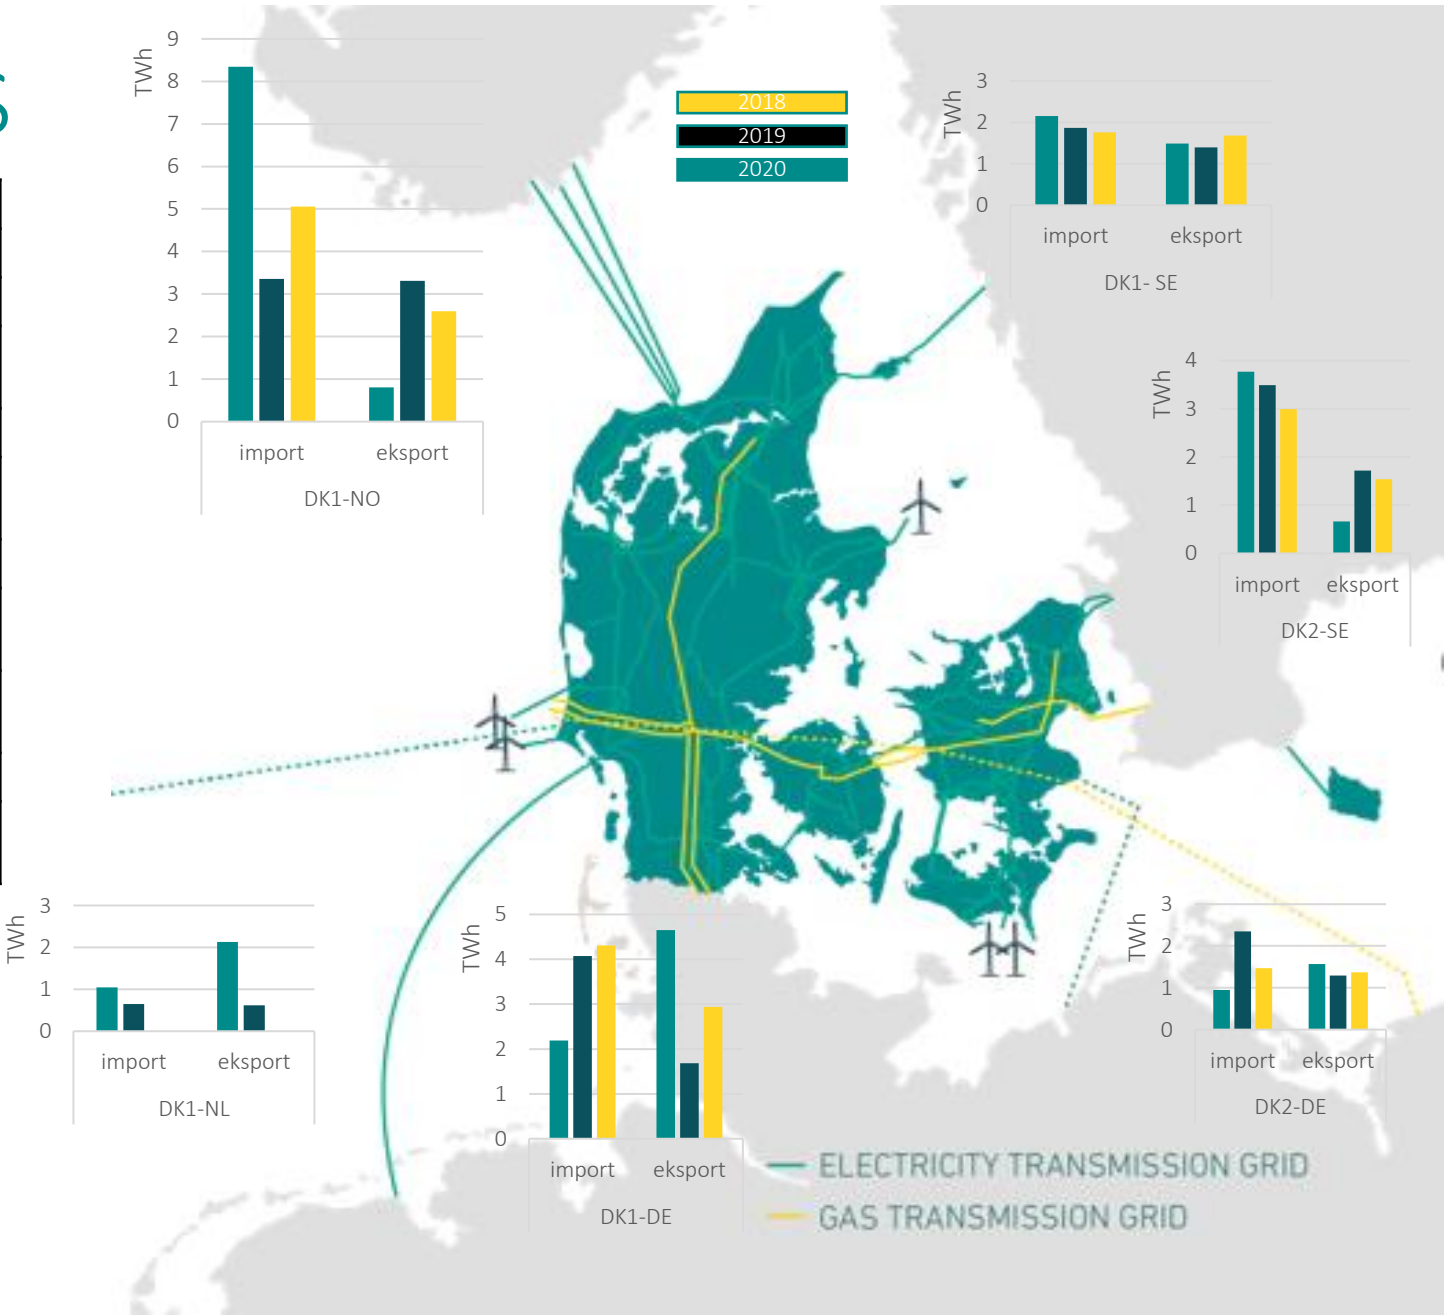 TWh
9
8
7
6
5
4
3
2
1
0
import eksport
DK1-NO
2018
2019
2020
TWh
3
2
1
0
import eksport
DK1- SE
TWh
4
3
2
1
0
import eksport
DK2-SE
TWh
3
2
1
0
import eksport
DK1-NL
TWh
5
4
3
2
1
0
import eksport
DK1-DE
TWh
3
2
1
0
import eksport
DK2-DE
ELECTRICITY TRANSMISSION GRID
GAS TRANSMISSION GRID